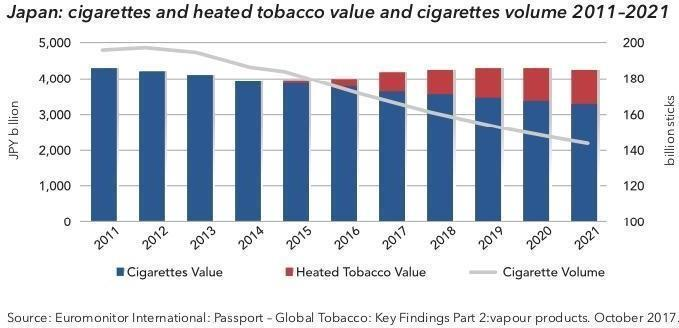 Japan: cigarettes and heated tobacco value and cigarettes volume 2011–2021
5,000
4,000
3,000
2,000
1,000
0
JPY billion
200
180
160
140
120
100
billion sticks
2011 2012 2013 2014 2015 2016 2017 2018 2019 2020 2021
Cigarettes Value Heated Tobacco Value Cigarette Volume
Source: Euromonitor International: Passport – Global Tobacco: Key Findings Part 2:vapour products. October 2017.